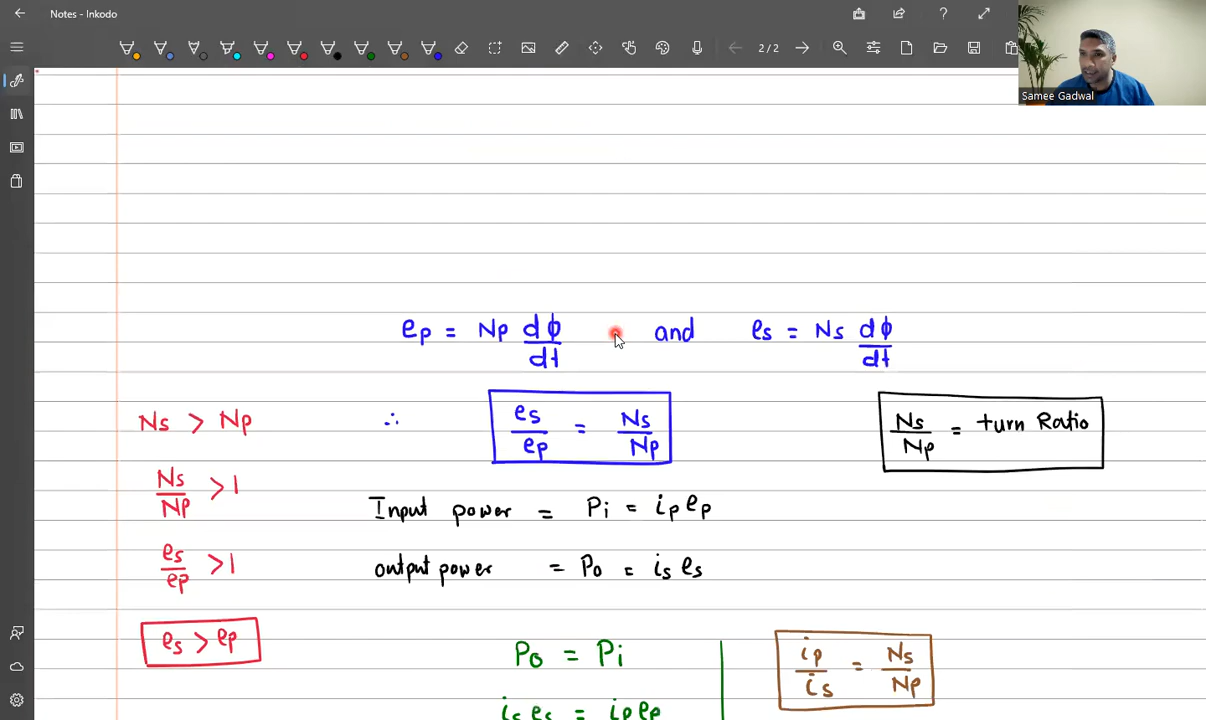 Notes - Inkodo
2/2
Samee Gadwal
ep = Np dϕ/dt and es = Ns dϕ/dt
Ns > Np
∴ es/ep = Ns/Np
Ns/Np = turn Ratio
Ns/Np > 1
Input power = Pi = ip ep
es/ep > 1
output power = Po = is es
es > ep
Po = Pi
ip/is = Ns/Np
is es = ip ep